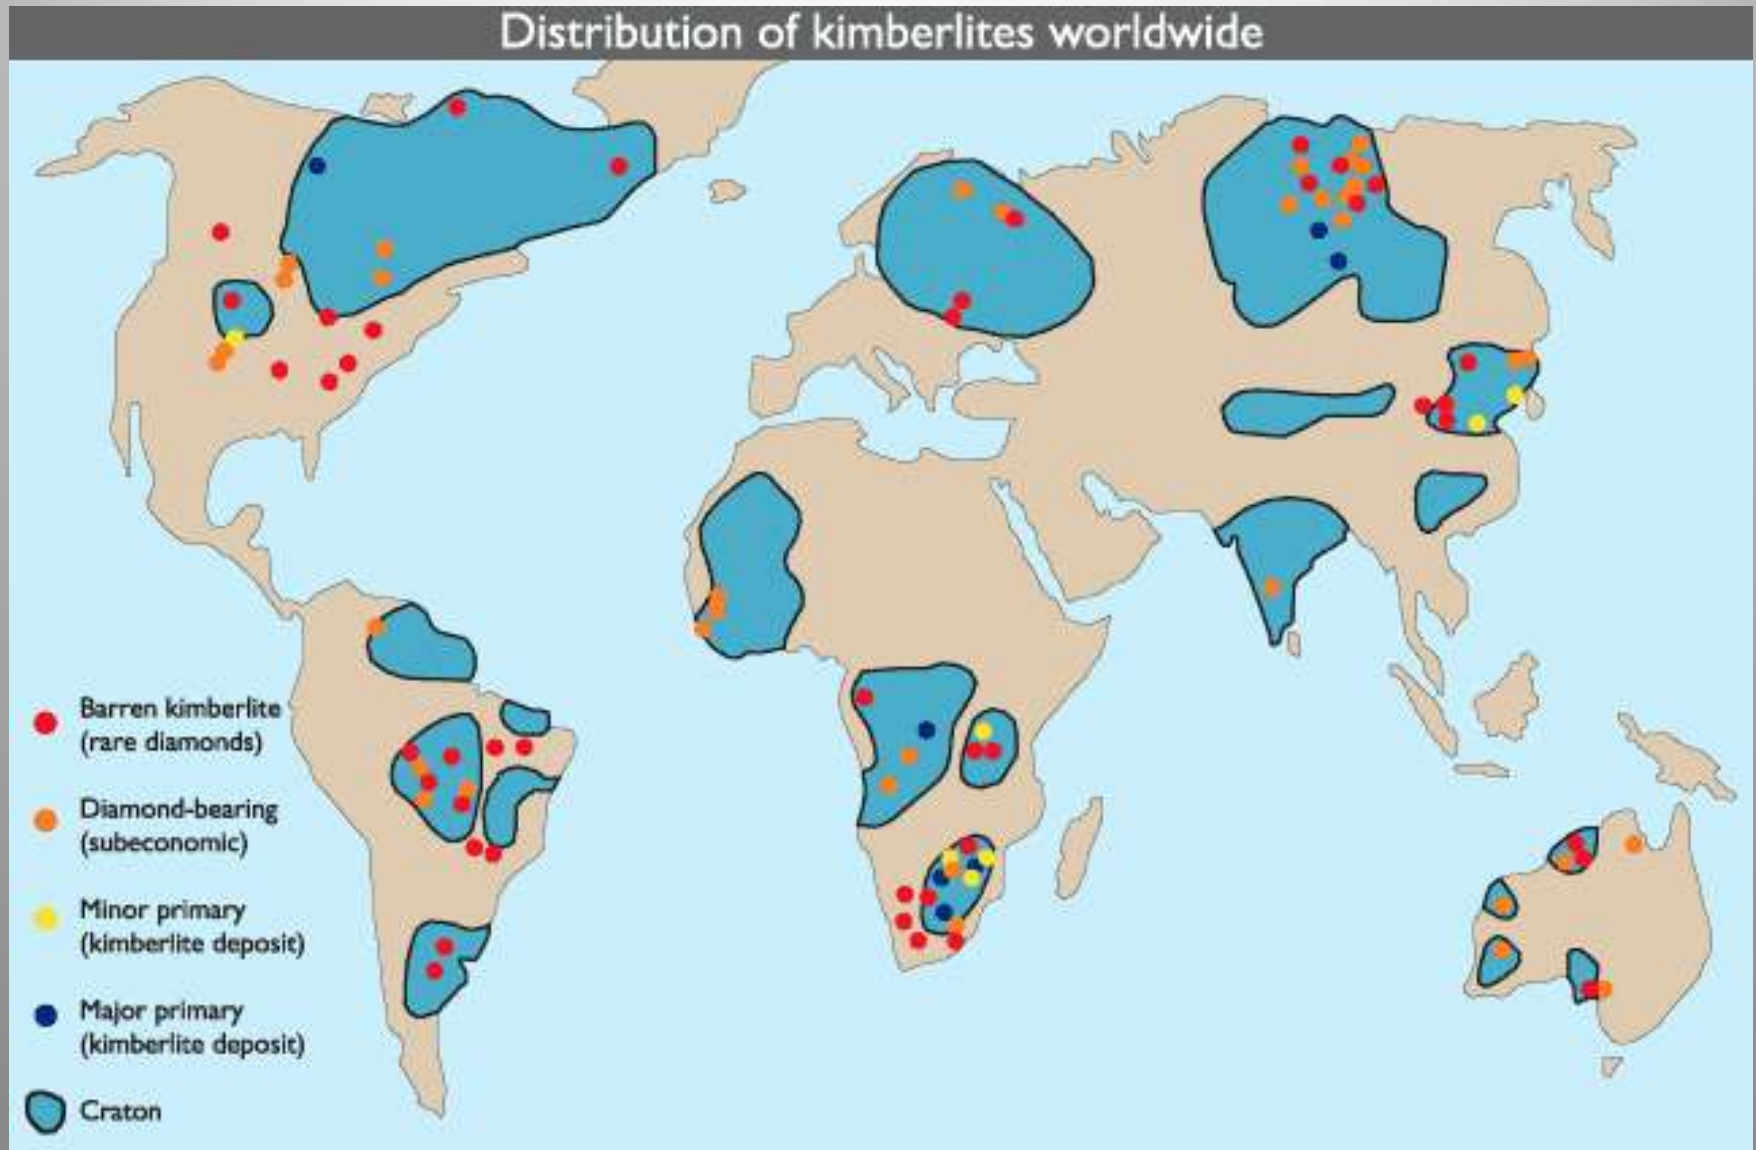 Distribution of kimberlites worldwide
Barren kimberlite
(rare diamonds)
Diamond-bearing
(subeconomic)
Minor primary
(kimberlite deposit)
Major primary
(kimberlite deposit)
Craton